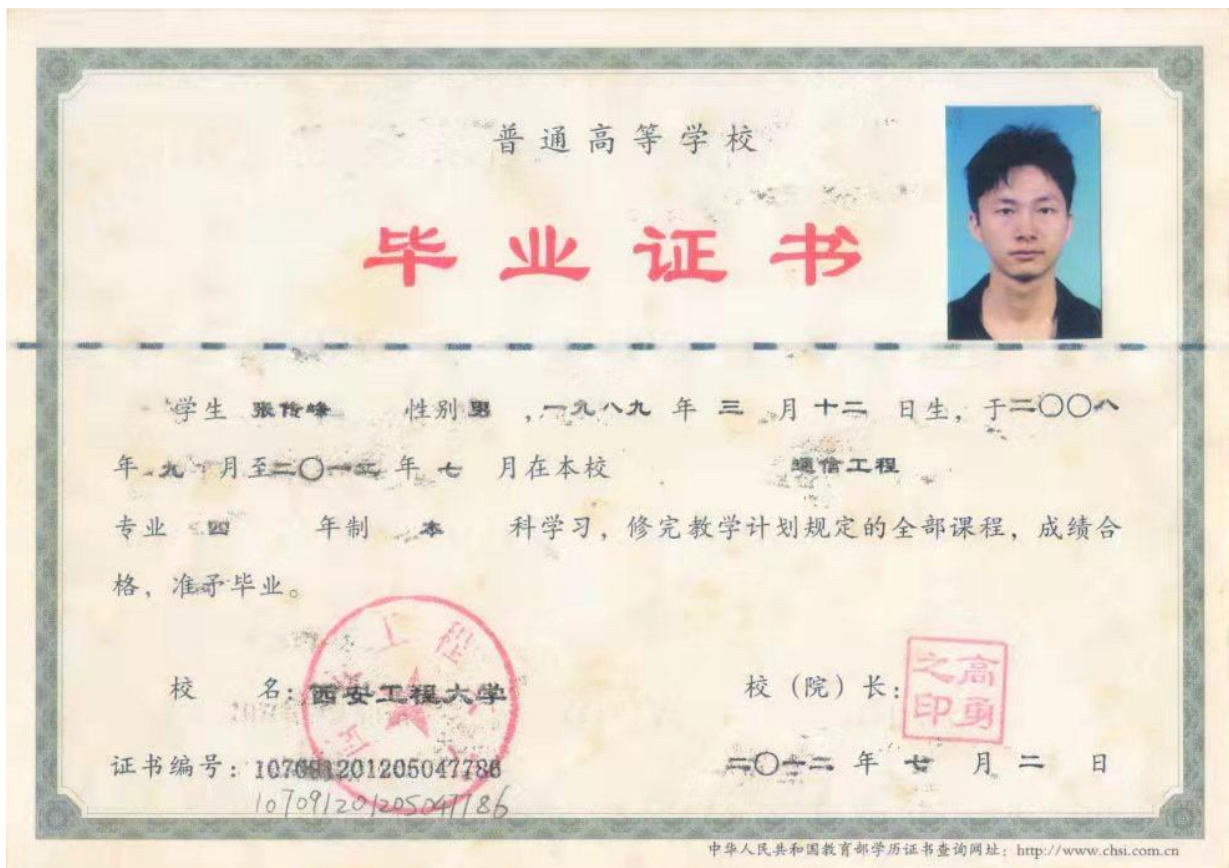 普通高等学校
毕业证书
学生 张传峰 性别 男 ，一九八九 年 三 月 十二 日生，于二〇〇八
年 九 月至二〇一二 年 七 月在本校 通信工程
专业 四 年制 本 科学习，修完教学计划规定的全部课程，成绩合
格，准予毕业。
校 名：西安工程大学
校（院）长：
高勇之印
证书编号：107091201205047786
二〇一二 年 七 月 二 日
107091201205047786
中华人民共和国教育部学历证书查询网址：http://www.chsi.com.cn